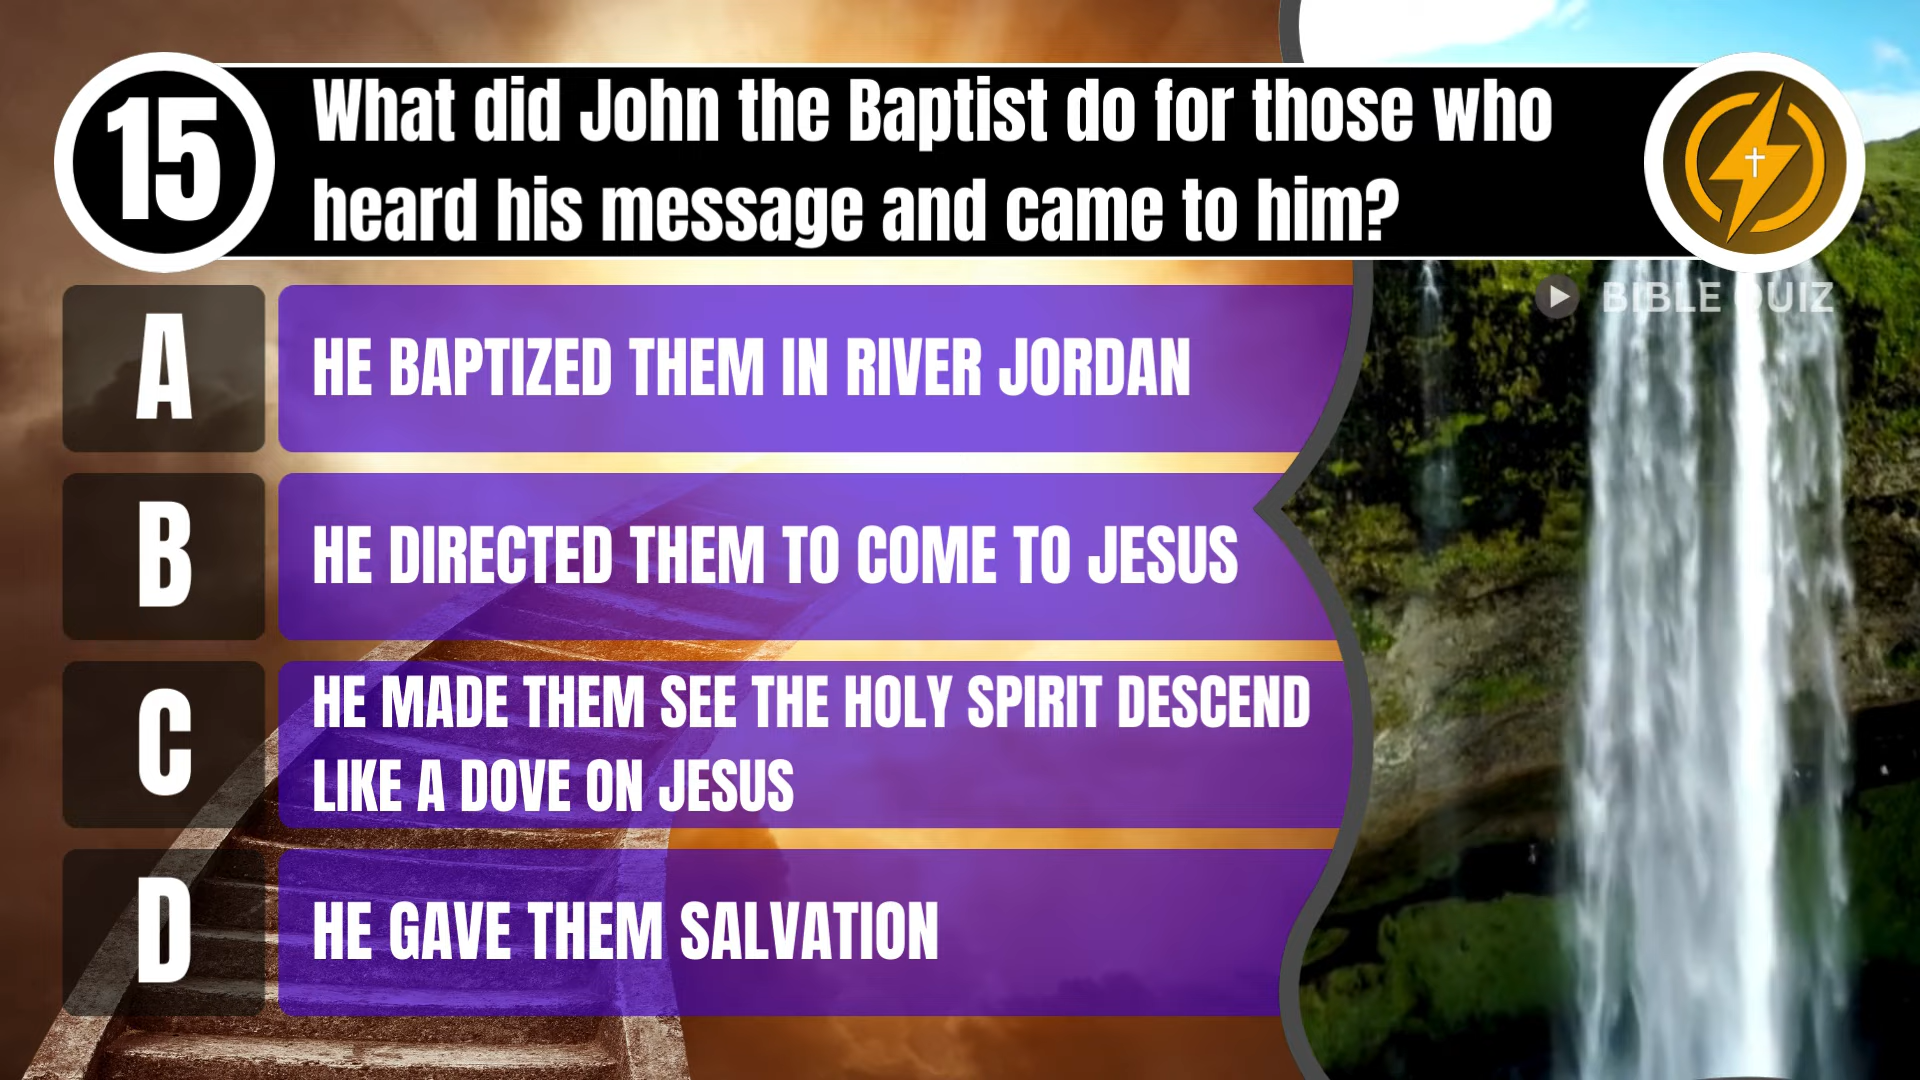 15
What did John the Baptist do for those who
heard his message and came to him?
BIBLE QUIZ
A
HE BAPTIZED THEM IN RIVER JORDAN
B
HE DIRECTED THEM TO COME TO JESUS
C
HE MADE THEM SEE THE HOLY SPIRIT DESCEND
LIKE A DOVE ON JESUS
D
HE GAVE THEM SALVATION